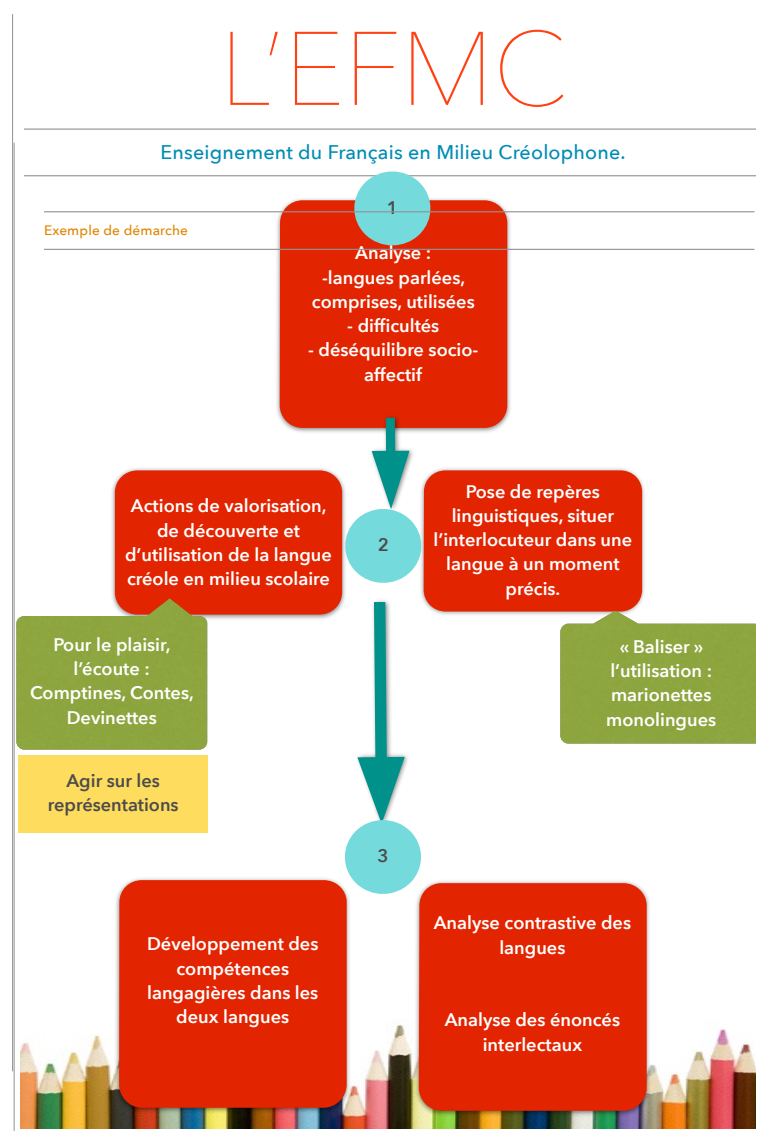 L'EFMC
Enseignement du Français en Milieu Créolophone.
Exemple de démarche
1
Analyse :
-langues parlées,
comprises, utilisées
- difficultés
- déséquilibre socio-
affectif
Actions de valorisation,
de découverte et
d'utilisation de la langue
créole en milieu scolaire
2
Pose de repères
linguistiques, situer
l'interlocuteur dans une
langue à un moment
précis.
Pour le plaisir,
l'écoute :
Comptines, Contes,
Devinettes
« Baliser »
l'utilisation :
marionettes
monolingues
Agir sur les
représentations
3
Développement des
compétences
langagières dans les
deux langues
Analyse contrastive des
langues
Analyse des énoncés
interlectaux